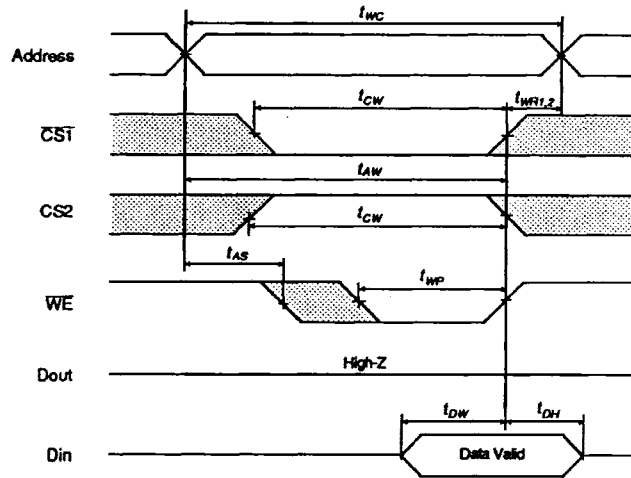 tWC
Address
tCW
tWR1,2
CS1
tAW
CS2
tCW
tAS
tWP
WE
High-Z
Dout
tDW
tDH
Din
Data Valid